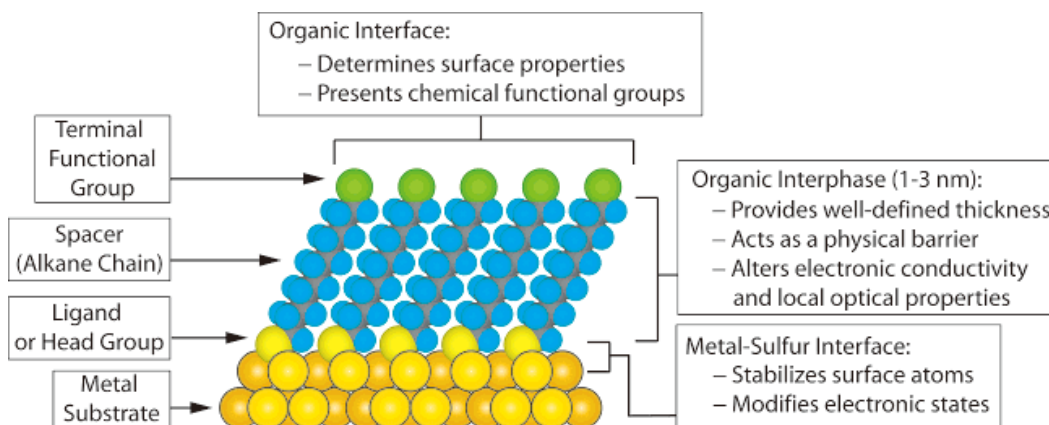 Organic Interface:
– Determines surface properties
– Presents chemical functional groups
Terminal
Functional
Group
Spacer
(Alkane Chain)
Ligand
or Head Group
Metal
Substrate
Organic Interphase (1-3 nm):
– Provides well-defined thickness
– Acts as a physical barrier
– Alters electronic conductivity
and local optical properties
Metal-Sulfur Interface:
– Stabilizes surface atoms
– Modifies electronic states